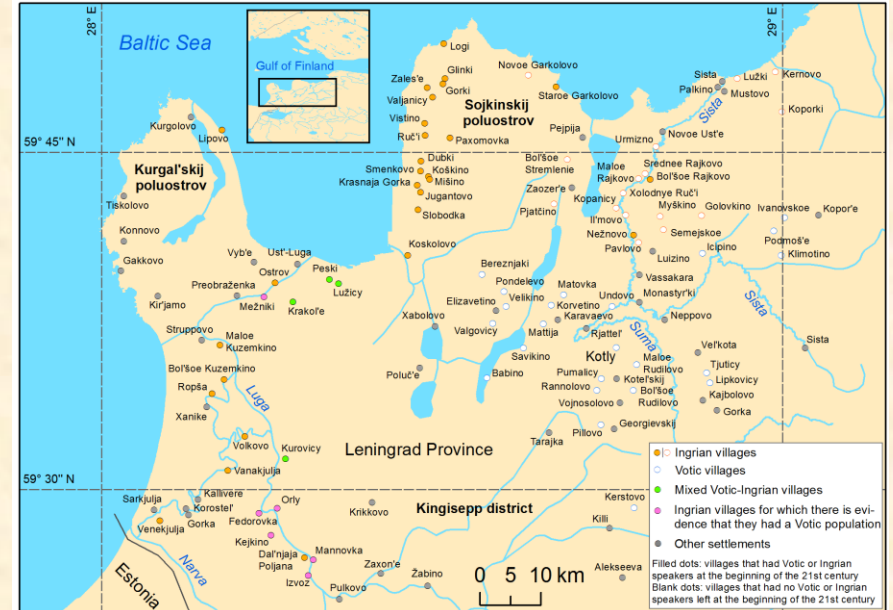 28° E
29° E
Baltic Sea
Gulf of Finland
Logi
Glinki
Novoe Garkolovo
Zales'e
Gorki
Valjanicy
Sojkinskij
poluostrov
Staroe Garkolovo
Vistino
Ruč'i
Paxomovka
Pejpija
Sista
Lužki
Kernovo
Palkino
Mustovo
Sista
Koporki
Novoe Ust'e
Urmizno
Kurgolovo
Lipovo
59° 45'' N
Kurgal'skij
poluostrov
Dubki
Smenkovo
Koškino
Krasnaja Gorka
Mišino
Jugantovo
Slobodka
Bol'šoe
Stremlenie
Maloe
Rajkovo
Srednee Rajkovo
Bol'šoe Rajkovo
Zaozer'e
Kopanicy
Xolodnye Ruč'i
Pjatčino
Il'movo
Myškino
Golovkino
Ivanovskoe
Kopor'e
Nežnovo
Semejskoe
Podmoš'e
Pavlovo
Luizino
Icipino
Klimotino
Tiskolovo
Konnovo
Gakkovo
Koskolovo
Vyb'e
Ust'-Luga
Ostrov
Peski
Preobraženka
Lužicy
Kir'jamo
Mežniki
Krakol'e
Bereznjaki
Pondelevo
Matovka
Vassakara
Elizavetino
Velikino
Undovo
Monastyr'ki
Sista
Korvetino
Karavaevo
Neppovo
Valgovicy
Mattija
Rjattel'
Suma
Xabolovo
Struppovo
Maloe
Kuzemkino
Savikino
Kotly
Vel'kota
Sista
Poluč'e
Babino
Maloe
Rudilovo
Tjuticy
Bol'šoe Kuzemkino
Pumalicy
Kotel'skij
Lipkovicy
Ropša
Luga
Rannolovo
Bol'šoe
Rudilovo
Kajbolovo
Xanike
Vojnosolovo
Gorka
Georgievskij
Pillovo
Tarajka
Volkovo
Kurovicy
Leningrad Province
Vanakjulja
59° 30'' N
Kallivere
Sarkjulja
Korostel'
Gorka
Venekjulja
Orly
Fedorovka
Krikkovo
Kingisepp district
Kerstovo
Killi
Kejkino
Narva
Dal'njaja
Poljana
Mannovka
Izvoz
Zaxon'e
Alekseeva
Pulkovo
Žabino
Estonia
0 5 10 km
Ingrian villages
Votic villages
Mixed Votic-Ingrian villages
Ingrian villages for which there is evi-
dence that they had a Votic population
Other settlements
Filled dots: villages that had Votic or Ingrian
speakers at the beginning of the 21st century
Blank dots: villages that had no Votic or Ingrian
speakers left at the beginning of the 21st century